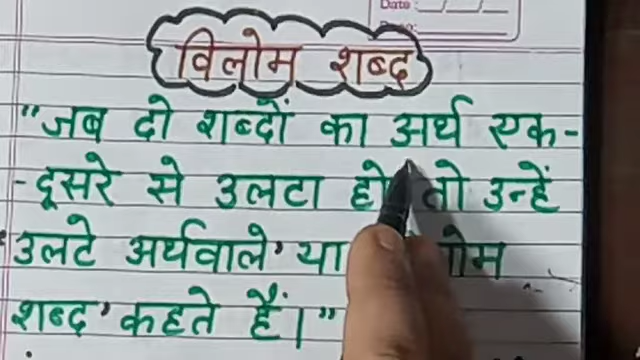 Date :
विलोम शब्द
"जब दो शब्दों का अर्थ एक-
-दूसरे से उलटा हो तो उन्हें
'उलटे अर्थवाले' या
शब्द' कहते हैं।"